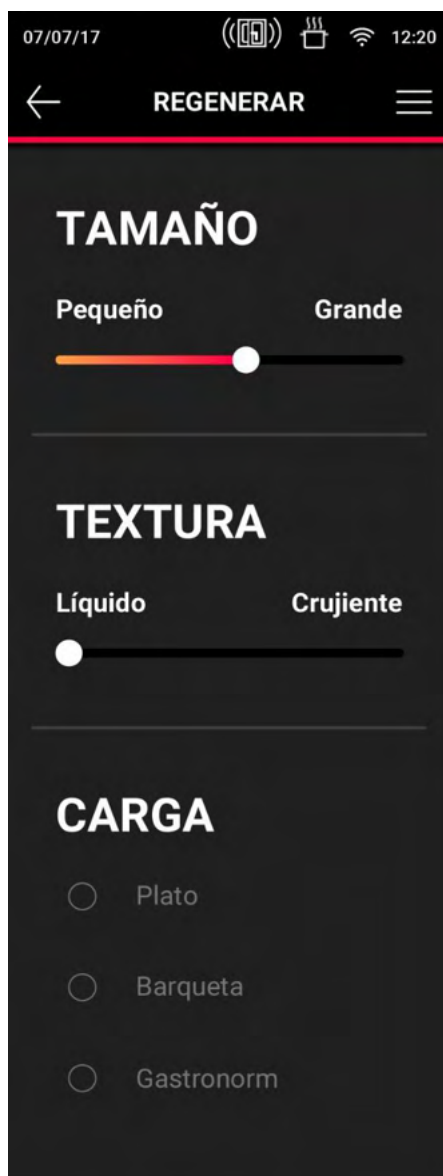 07/07/17 12:20
REGENERAR
TAMAÑO
Pequeño Grande
TEXTURA
Líquido Crujiente
CARGA
Plato
Barqueta
Gastronorm